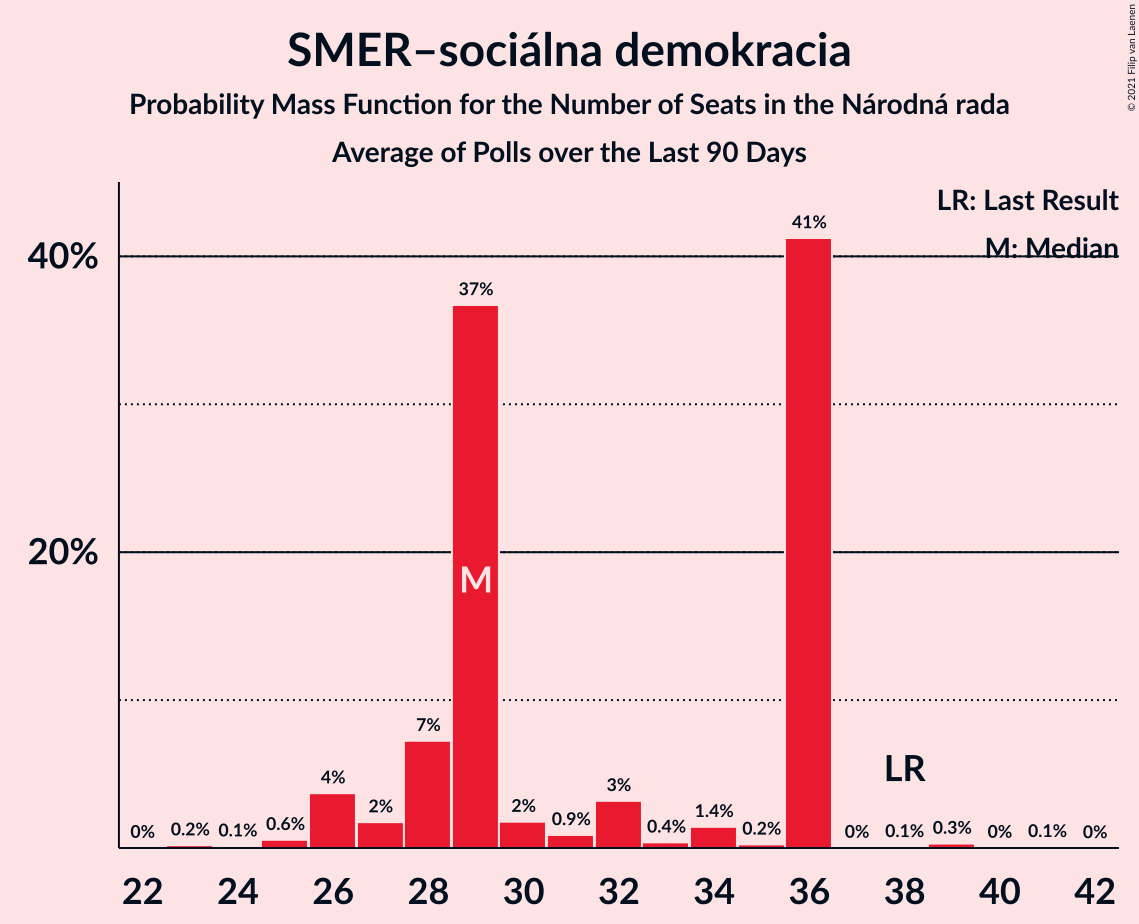 SMER–sociálna demokracia
Probability Mass Function for the Number of Seats in the Národná rada
Average of Polls over the Last 90 Days
© 2021 Filip van Laenen
LR: Last Result
M: Median
40%
20%
0%
0.2%
0.1%
0.6%
4%
2%
7%
37%
2%
0.9%
3%
0.4%
1.4%
0.2%
41%
0%
0.1%
0.3%
0%
0.1%
0%
M
LR
22 24 26 28 30 32 34 36 38 40 42